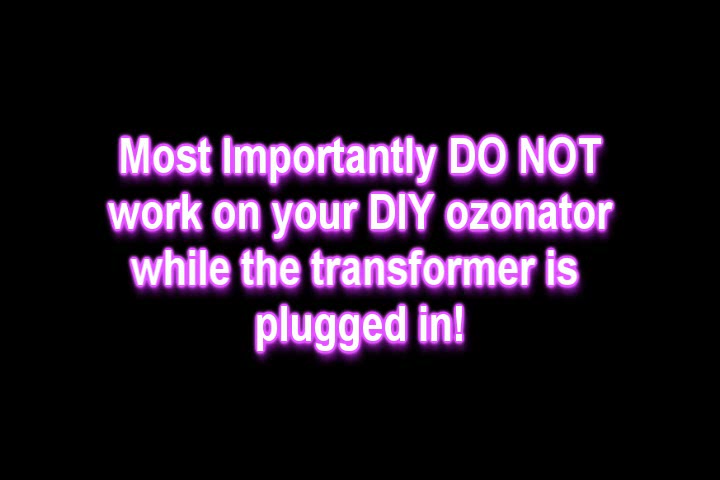 Most Importantly DO NOT
work on your DIY ozonator
while the transformer is
plugged in!